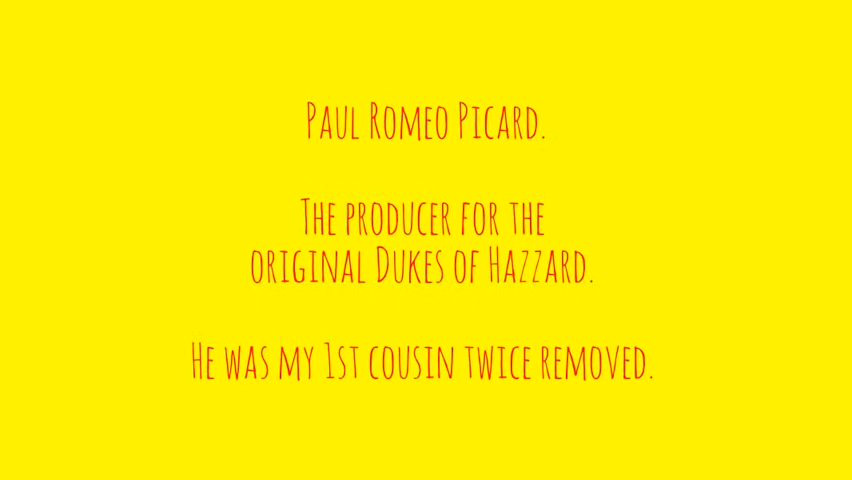 Paul Romeo Picard.
The producer for the
original Dukes of Hazzard.
He was my 1st cousin twice removed.